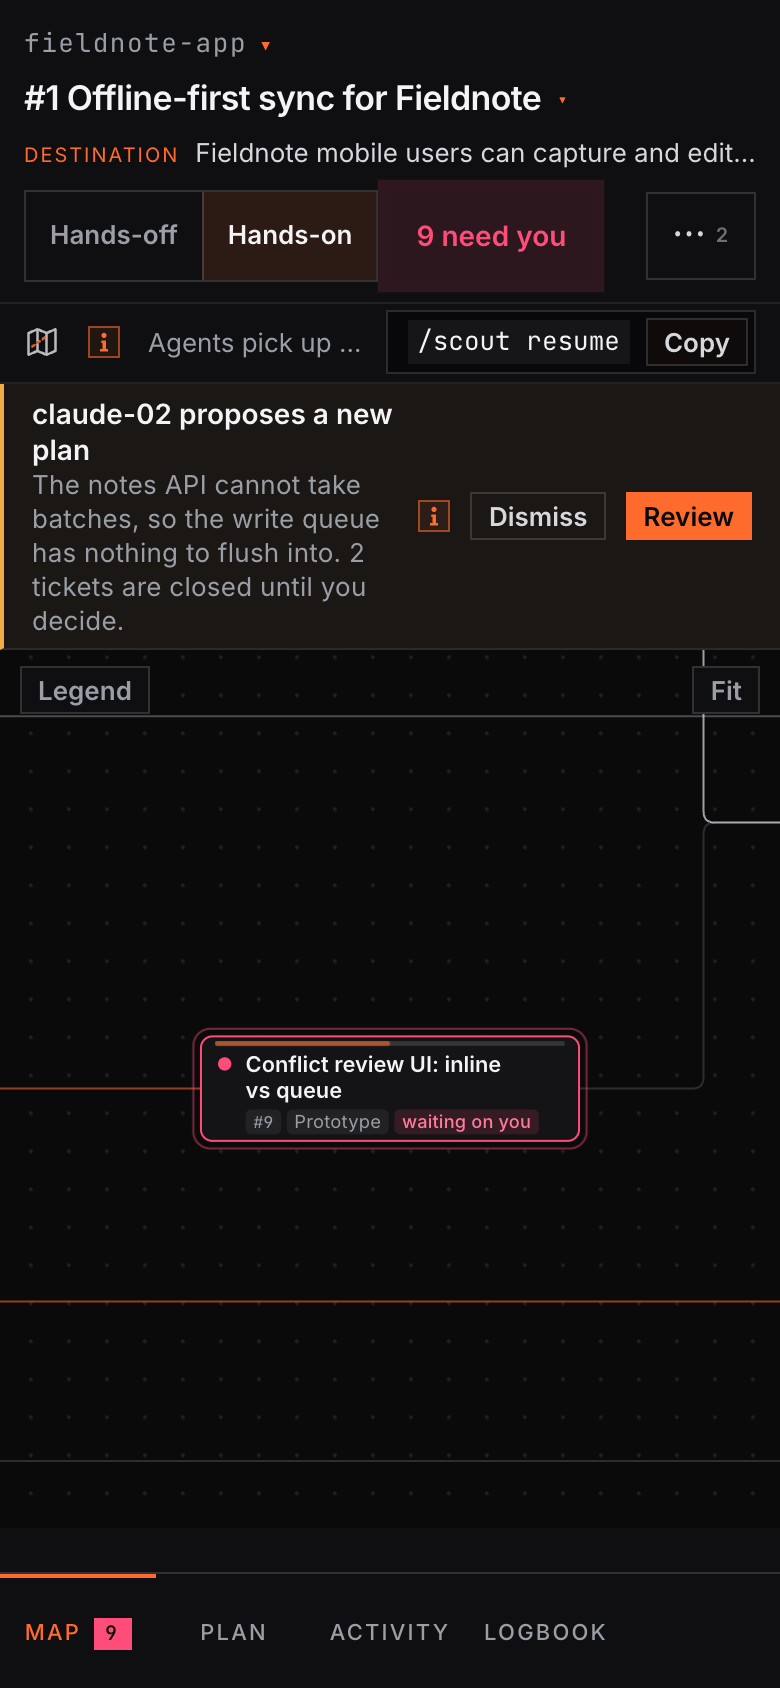 fieldnote-app ▾
#1 Offline-first sync for Fieldnote ▾
DESTINATION Fieldnote mobile users can capture and edit...
Hands-off Hands-on 9 need you ... 2
i Agents pick up ... /scout resume Copy
claude-02 proposes a new
plan
The notes API cannot take
batches, so the write queue
has nothing to flush into. 2
tickets are closed until you
decide.
i Dismiss Review
Legend Fit
Conflict review UI: inline
vs queue
#9 Prototype waiting on you
MAP 9 PLAN ACTIVITY LOGBOOK